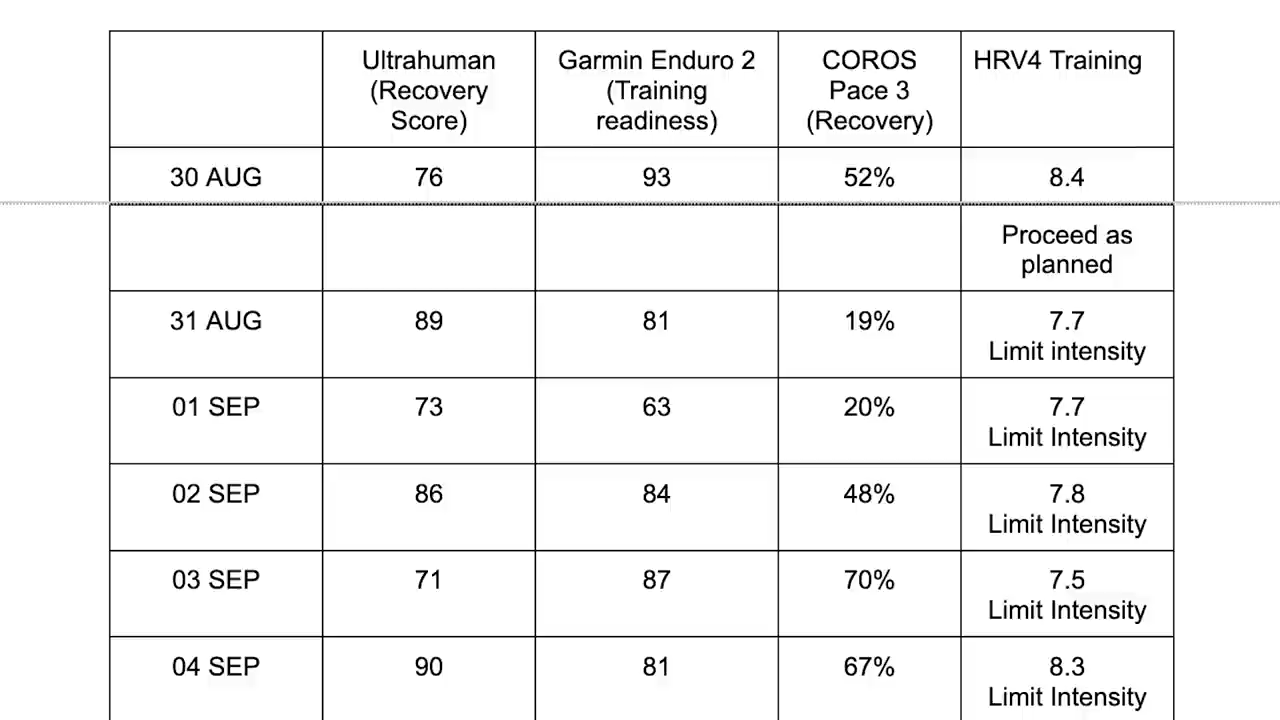 Ultrahuman (Recovery Score) Garmin Enduro 2 (Training readiness) COROS Pace 3 (Recovery) HRV4 Training
30 AUG 76 93 52% 8.4
Proceed as planned
31 AUG 89 81 19% 7.7 Limit intensity
01 SEP 73 63 20% 7.7 Limit Intensity
02 SEP 86 84 48% 7.8 Limit Intensity
03 SEP 71 87 70% 7.5 Limit Intensity
04 SEP 90 81 67% 8.3 Limit Intensity